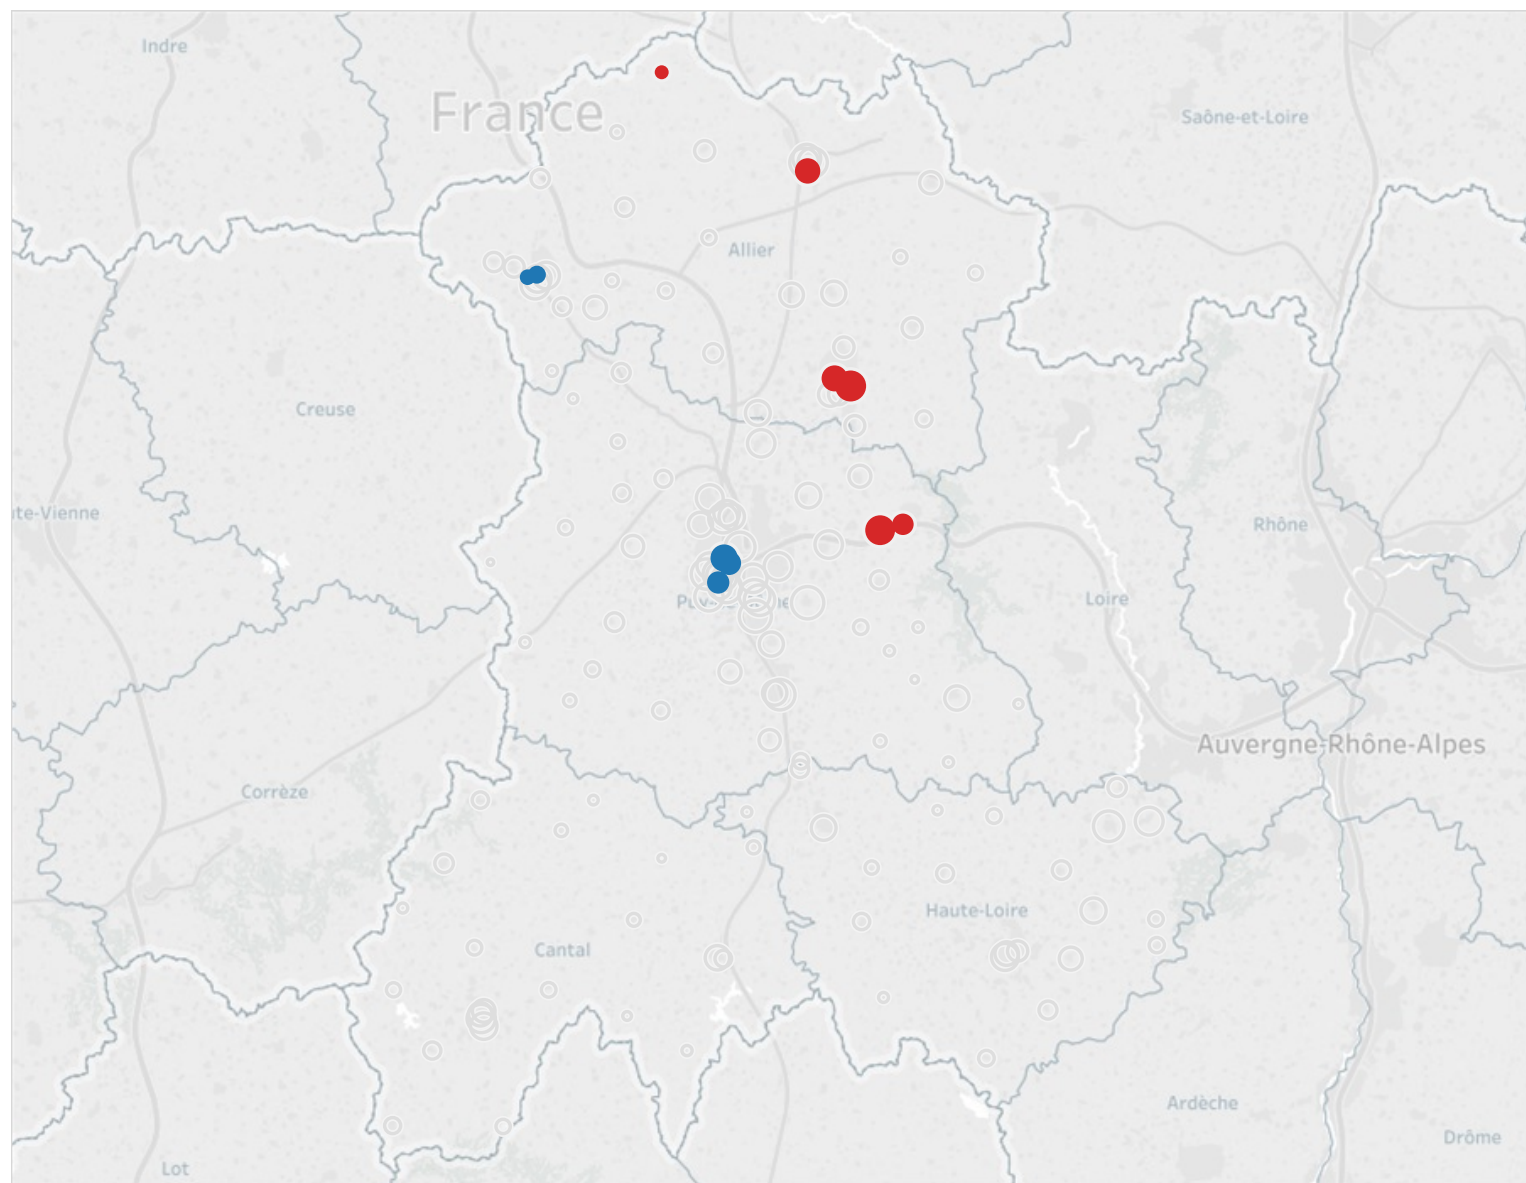 Indre
France
Saône-et-Loire
Allier
Creuse
te-Vienne
Rhône
Loire
Auvergne-Rhône-Alpes
Corrèze
Haute-Loire
Cantal
Ardèche
Drôme
Lot